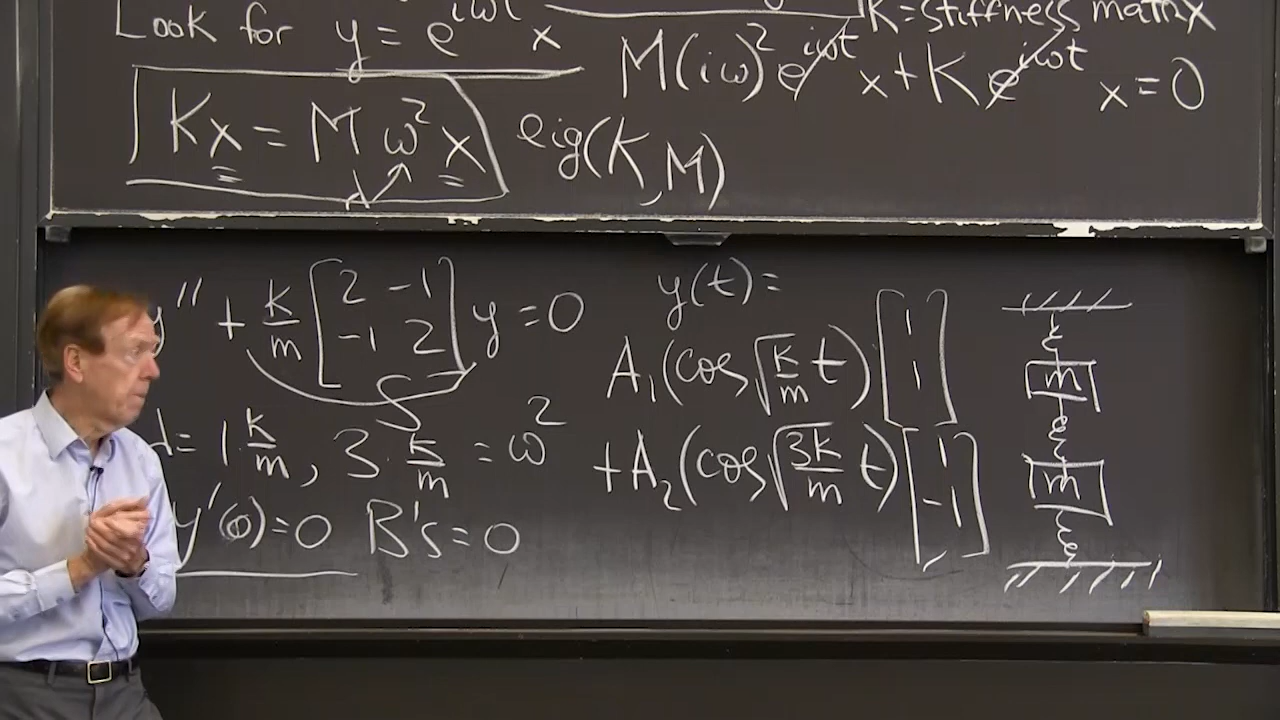 K = stiffness matrix
Look for y = e^{iωt} x
M(iω)² e^{iωt} x + K e^{iωt} x = 0
Kx = M ω² x
λ
eig(K, M)
y'' + k/m [2 -1; -1 2] y = 0
S
λ = 1 k/m, 3 k/m = ω²
y'(0) = 0 B's = 0
y(t) =
A₁(cos √(k/m) t) [1; 1]
+ A₂(cos √(3k/m) t) [1; -1]
m
m